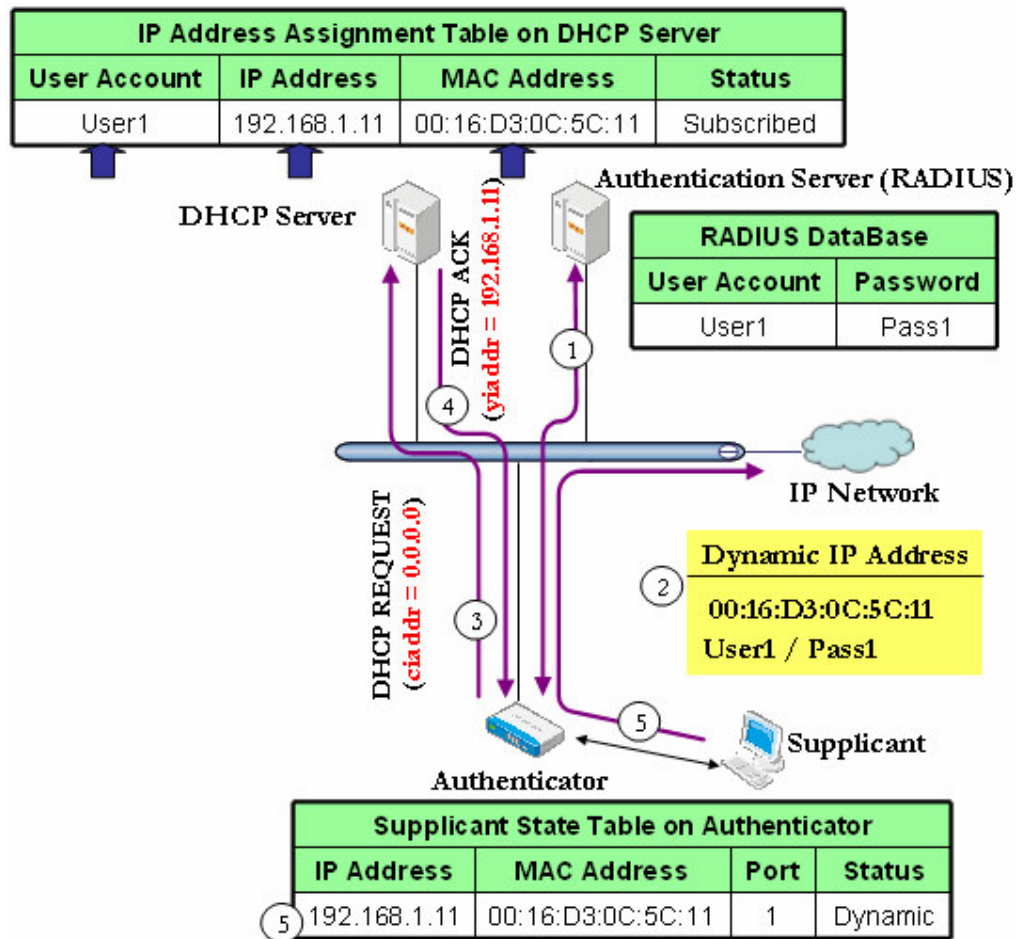 IP Address Assignment Table on DHCP Server
User Account IP Address MAC Address Status
User1 192.168.1.11 00:16:D3:0C:5C:11 Subscribed
DHCP Server
Authentication Server (RADIUS)
RADIUS DataBase
User Account Password
User1 Pass1
DHCP ACK
(yiaddr = 192.168.1.11)
1
4
IP Network
DHCP REQUEST
(ciaddr = 0.0.0.0)
3
2
Dynamic IP Address
00:16:D3:0C:5C:11
User1 / Pass1
5
Supplicant
Authenticator
Supplicant State Table on Authenticator
IP Address MAC Address Port Status
5 192.168.1.11 00:16:D3:0C:5C:11 1 Dynamic